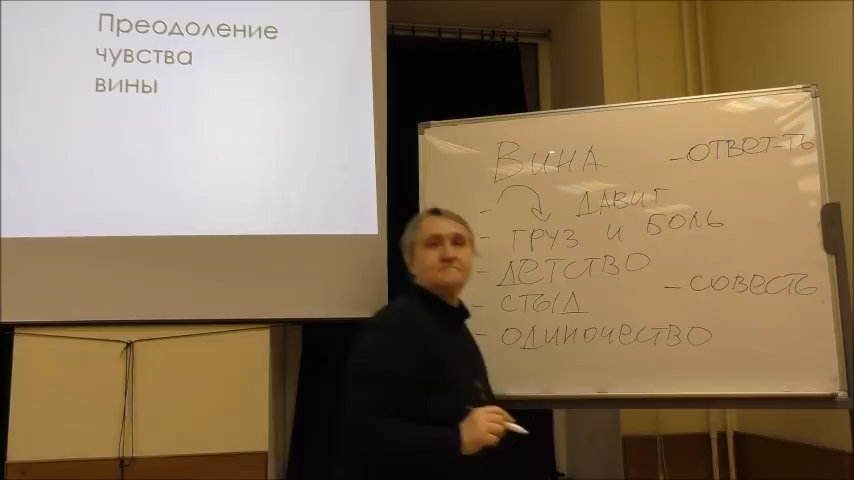 Преодоление
чувства
вины
Вина
- ответ-ть
- давит
- груз и боль
- детство
- совесть
- стыд
- одиночество